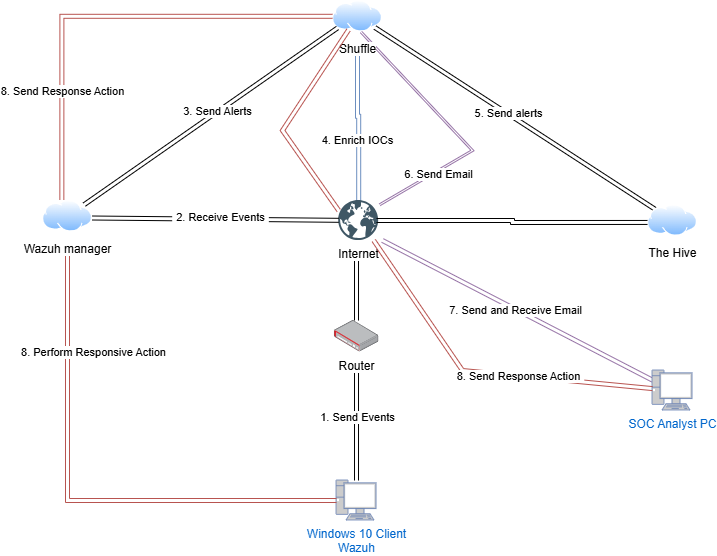 Shuffle
8. Send Response Action
3. Send Alerts
5. Send alerts
4. Enrich IOCs
6. Send Email
2. Receive Events
Wazuh manager
Internet
The Hive
7. Send and Receive Email
8. Perform Responsive Action
Router
8. Send Response Action
1. Send Events
SOC Analyst PC
Windows 10 Client
Wazuh